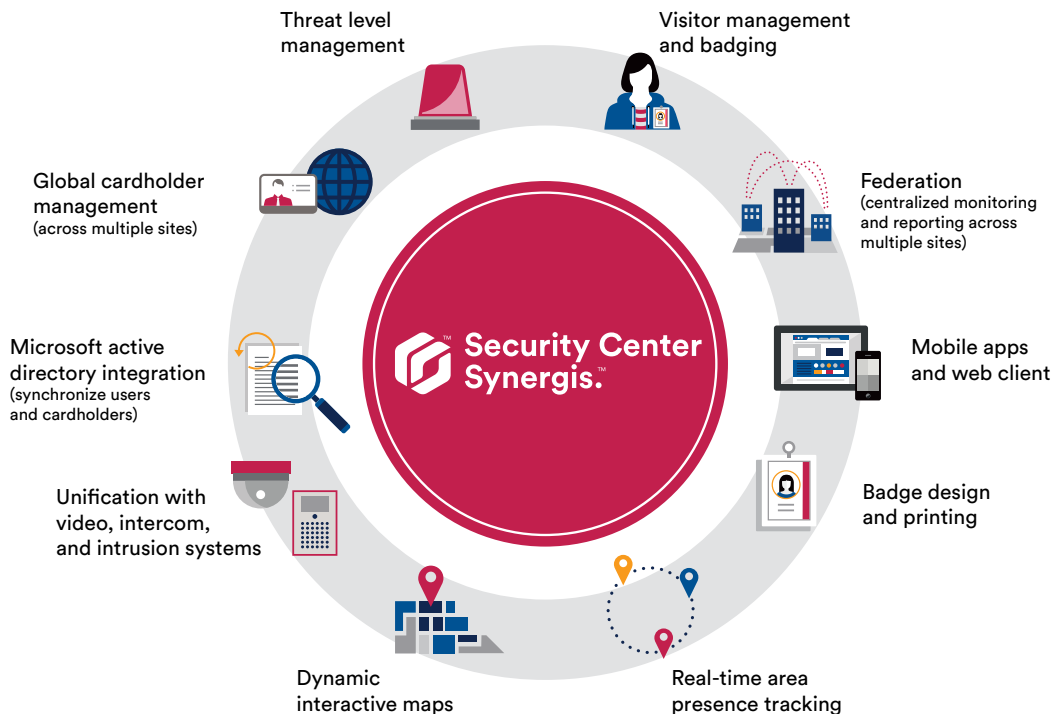 Threat level
management
Visitor management
and badging
Global cardholder
management
(across multiple sites)
Federation
(centralized monitoring
and reporting across
multiple sites)
Microsoft active
directory integration
(synchronize users
and cardholders)
™ Security Center
Synergis.™
Mobile apps
and web client
Unification with
video, intercom,
and intrusion systems
Badge design
and printing
Dynamic
interactive maps
Real-time area
presence tracking